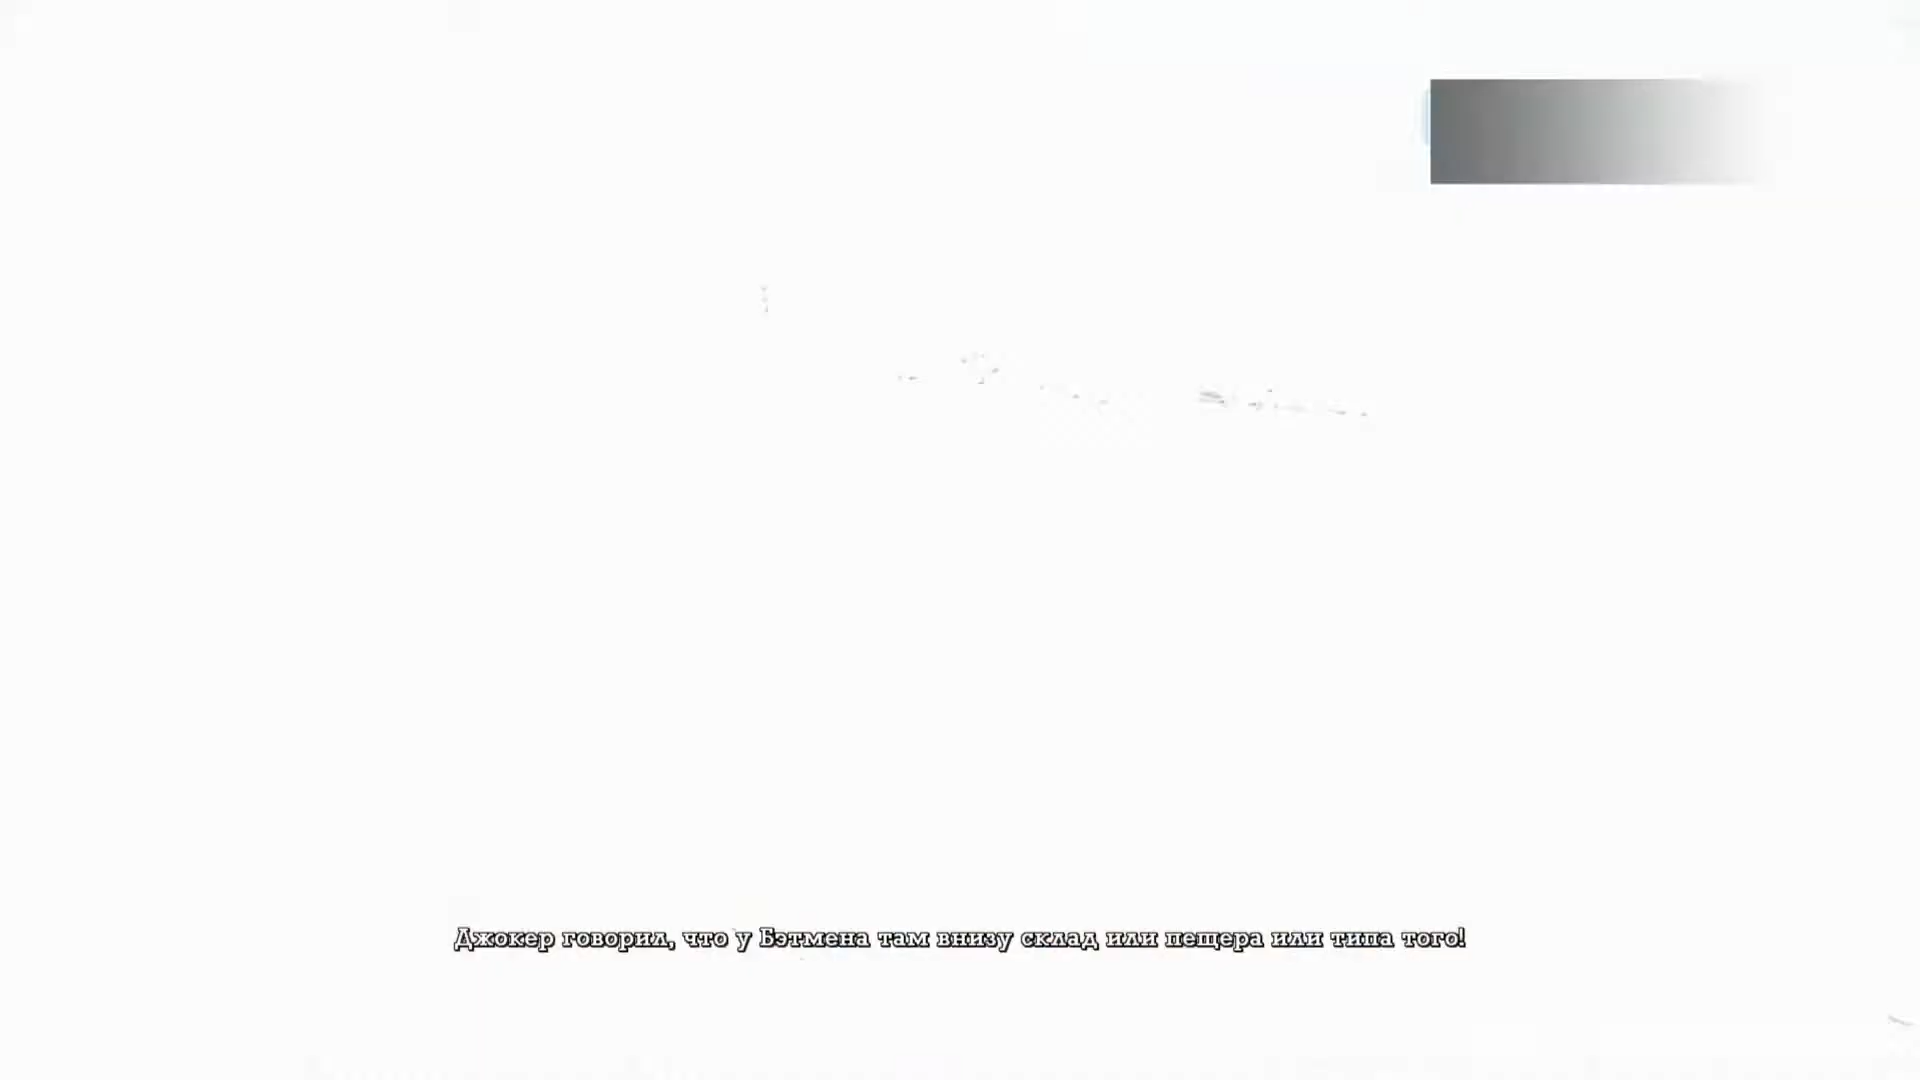 Джокер говорил, что у Бэтмена там внизу склад или пещера или типа того!